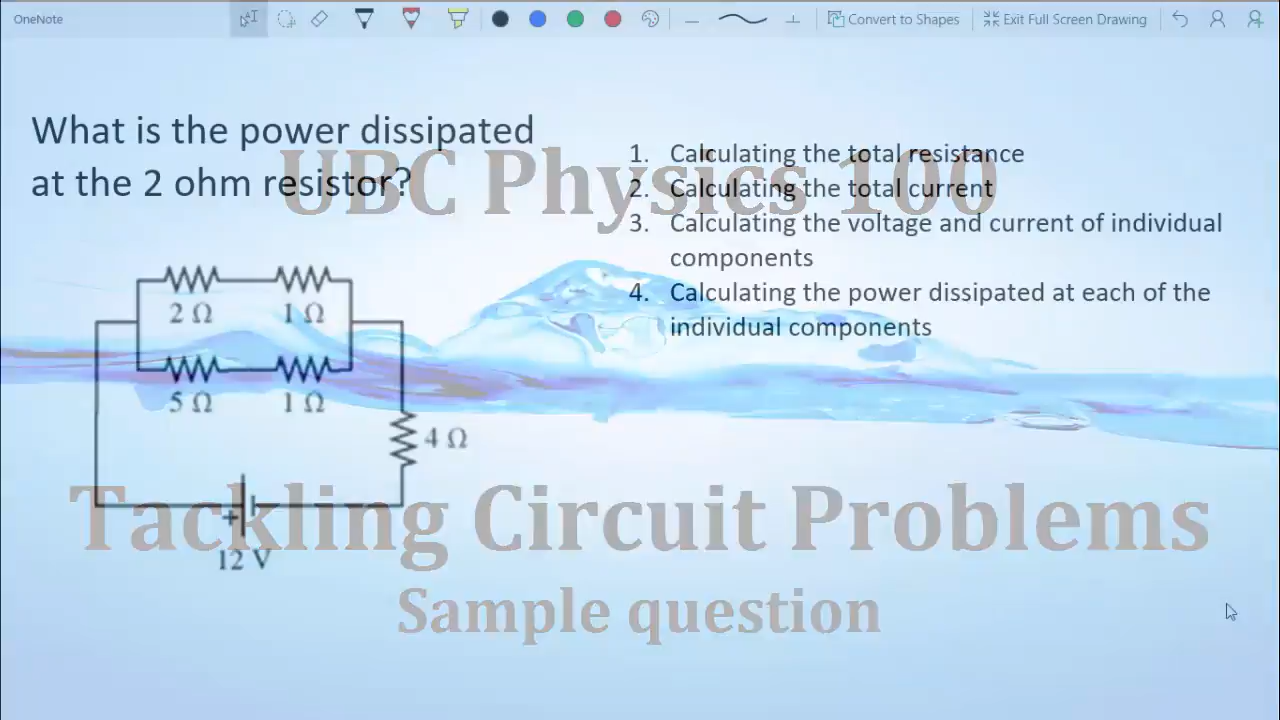 OneNote
Convert to Shapes
Exit Full Screen Drawing
What is the power dissipated
at the 2 ohm resistor?
UBC Physics 100
1. Calculating the total resistance
2. Calculating the total current
3. Calculating the voltage and current of individual
components
4. Calculating the power dissipated at each of the
individual components
2 Ω 1 Ω
5 Ω 1 Ω
4 Ω
+
12 V
Tackling Circuit Problems
Sample question